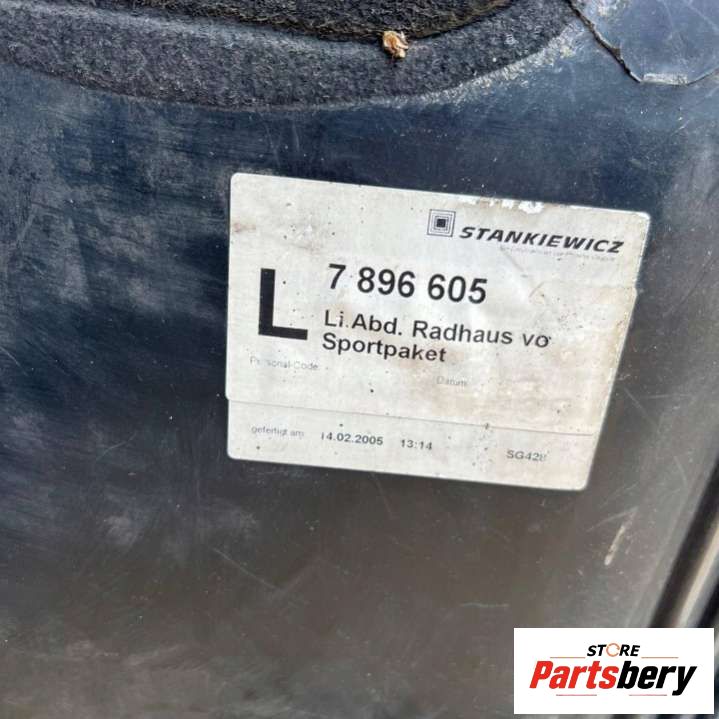 STANKIEWICZ
L
7 896 605
Li.Abd. Radhaus vo
Sportpaket
Personal-Code
Datum
gefertigt am: 14.02.2005 13:14
STORE
Partsbery